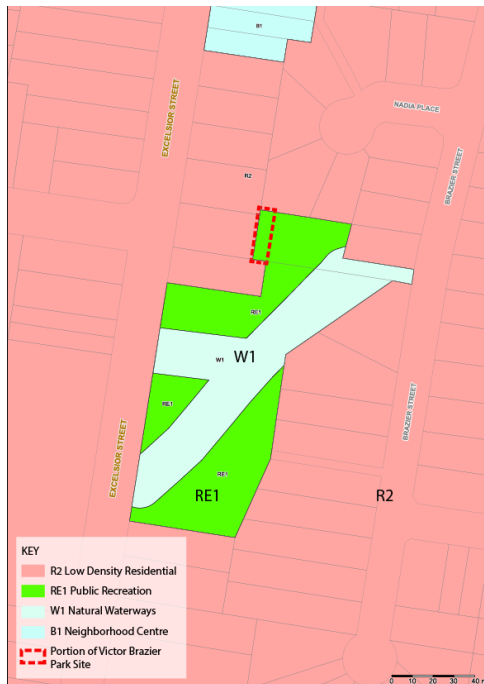 B1
EXCELSIOR STREET
NADIA PLACE
BRAZIER STREET
R2
RE1
W1
W1
RE1
EXCELSIOR STREET
BRAZIER STREET
RE1
RE1
R2
KEY
R2 Low Density Residential
RE1 Public Recreation
W1 Natural Waterways
B1 Neighborhood Centre
Portion of Victor Brazier
Park Site
0 10 20 30 40 m